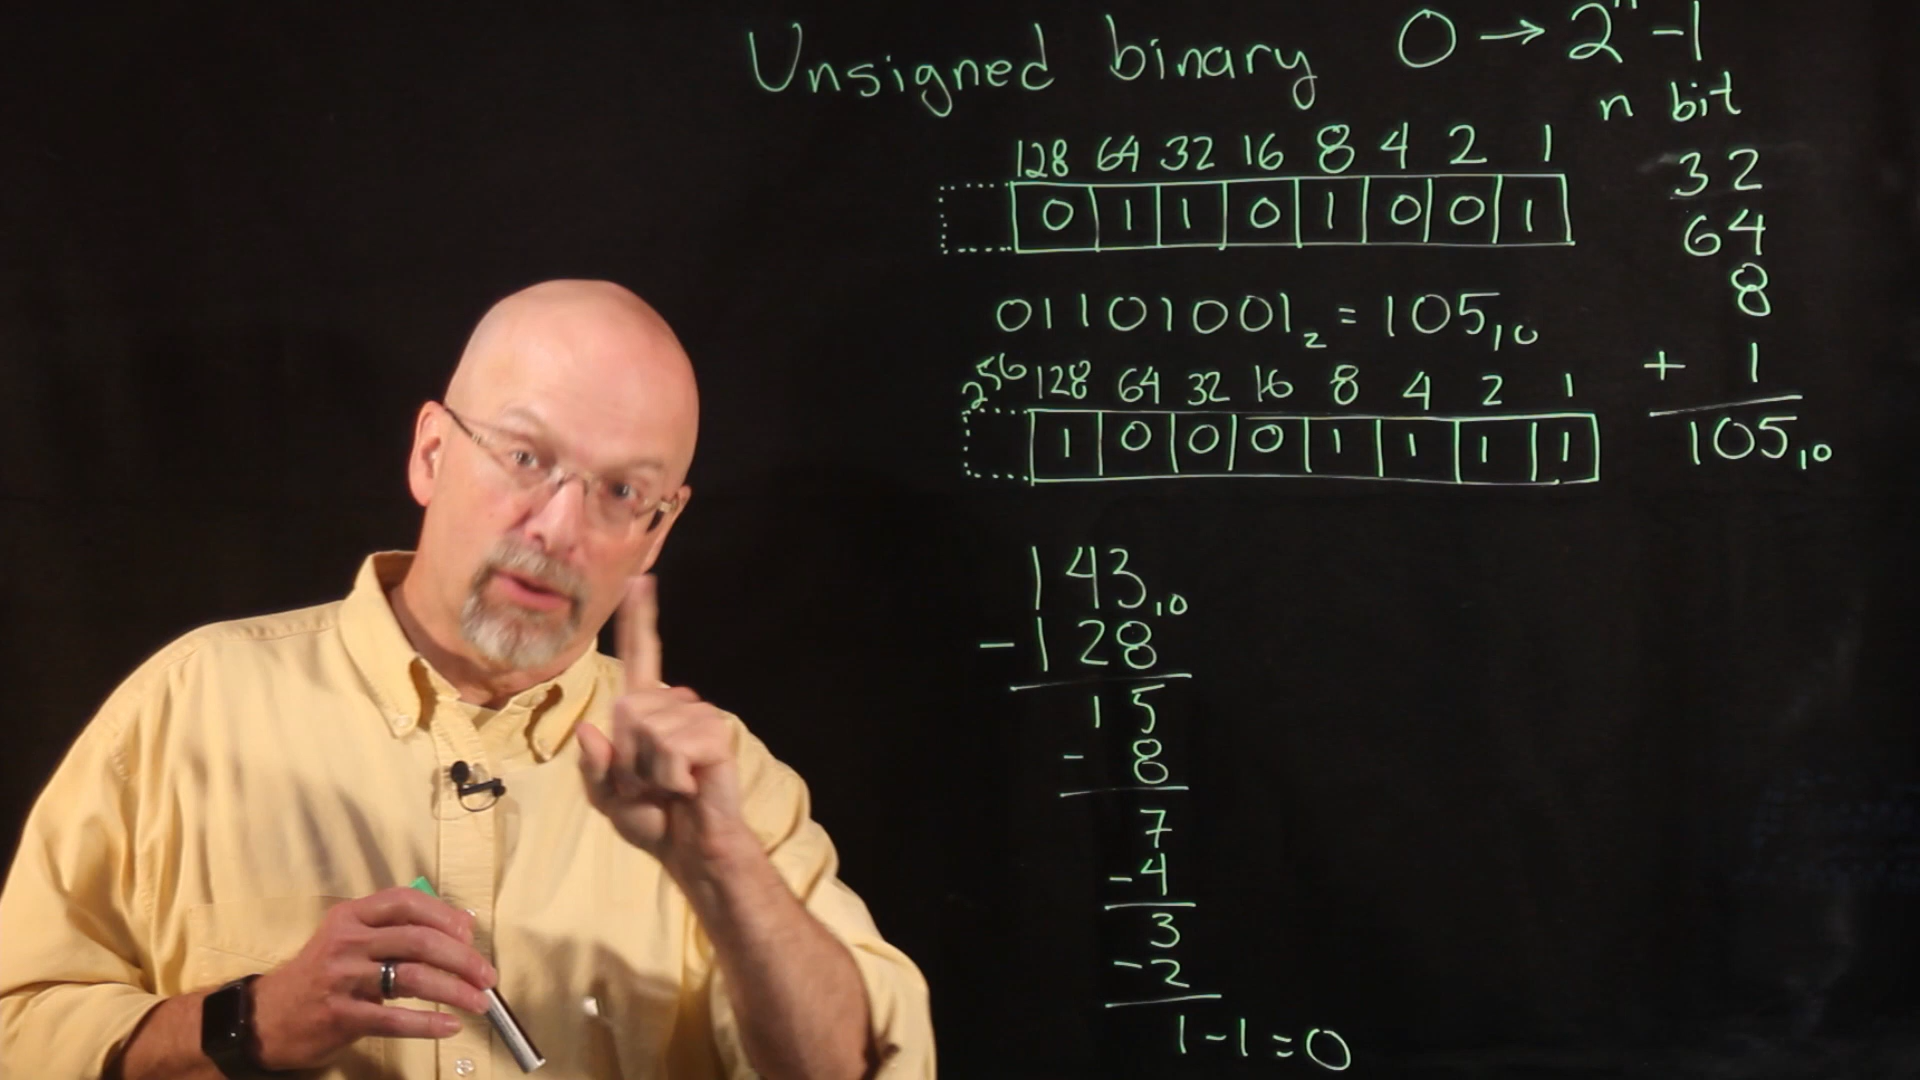 Unsigned binary 0 → 2ⁿ-1
n bit
128 64 32 16 8 4 2 1
0 1 1 0 1 0 0 1
01101001₂ = 105₁₀
256 128 64 32 16 8 4 2 1
1 0 0 0 1 1 1 1
32
64
8
+ 1
105₁₀
143₁₀
-128
15
- 8
7
-4
3
-2
1-1=0